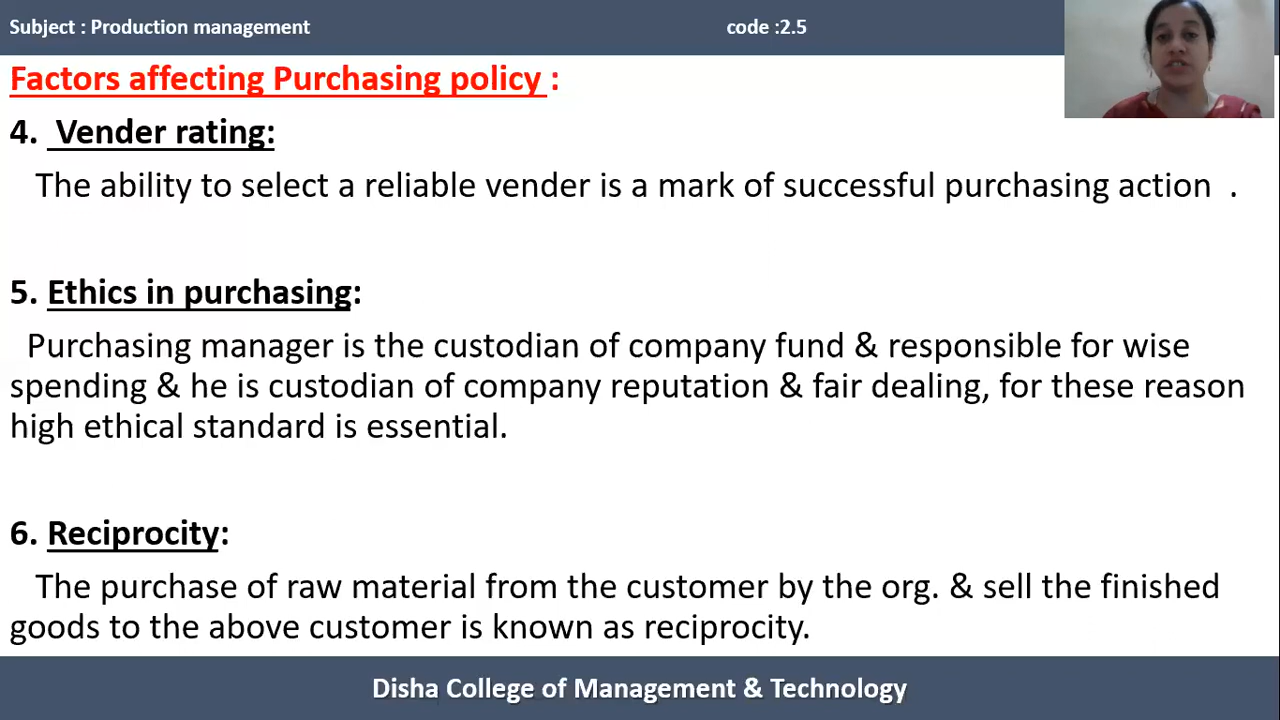 Subject : Production management code :2.5
Factors affecting Purchasing policy :
4. Vender rating:
The ability to select a reliable vender is a mark of successful purchasing action .
5. Ethics in purchasing:
Purchasing manager is the custodian of company fund & responsible for wise
spending & he is custodian of company reputation & fair dealing, for these reason
high ethical standard is essential.
6. Reciprocity:
The purchase of raw material from the customer by the org. & sell the finished
goods to the above customer is known as reciprocity.
Disha College of Management & Technology